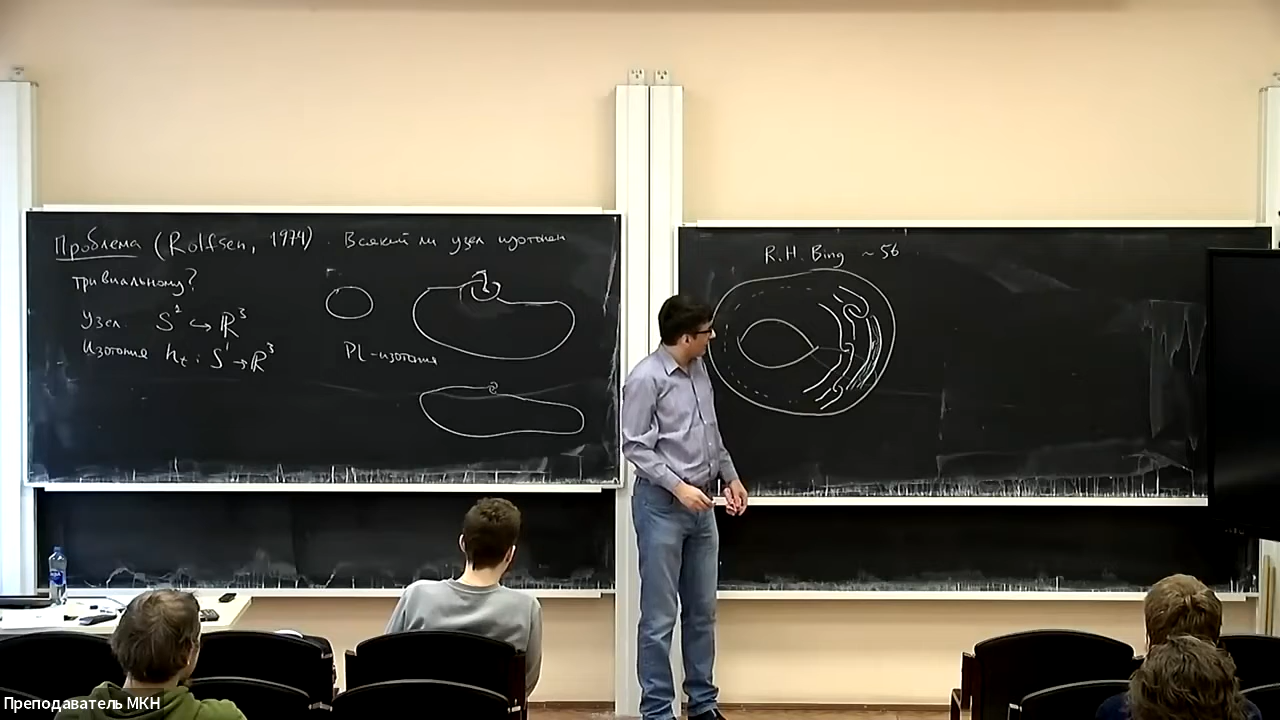 Проблема (Rolfsen, 1974). Всякий ли узел изотопен
тривиальному?
Узел. S² ↪ ℝ³
Изотопия hₜ : S¹ → ℝ³
PL-изотопия
R.H. Bing ~56
Преподаватель МКН